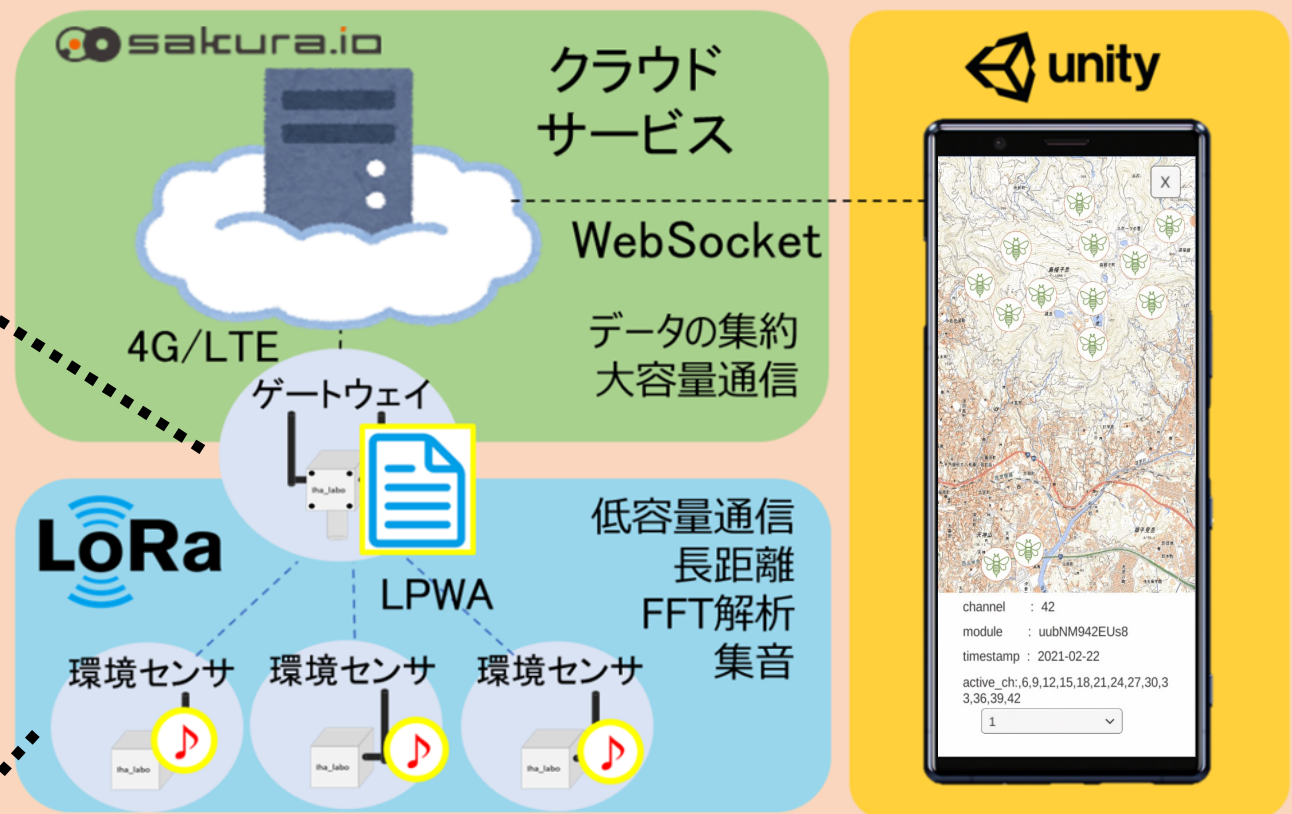 sakura.io
クラウド
サービス
WebSocket
データの集約
大容量通信
4G/LTE
ゲートウェイ
Iha_labo
LoRa
LPWA
低容量通信
長距離
FFT解析
集音
環境センサ
環境センサ
環境センサ
Iha_labo
Iha_labo
Iha_labo
unity
X
channel : 42
module : uubNM942EUs8
timestamp : 2021-02-22
active_ch:,6,9,12,15,18,21,24,27,30,3
3,36,39,42
1